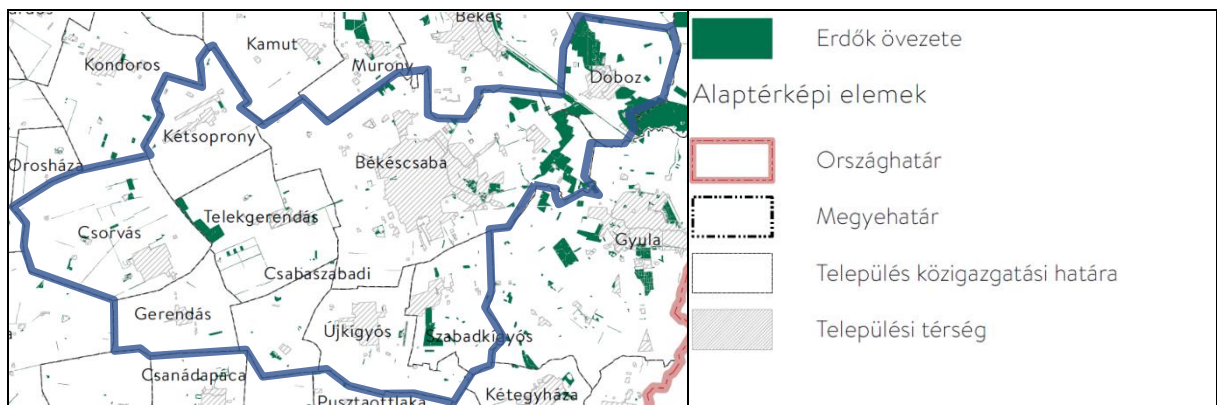 Békés
Kamut
Kondoros
Murony
Doboz
Kétsoprony
Orosháza
Békéscsaba
Telekgerendás
Csorvás
Gyula
Csabaszabadi
Gerendás
Újkígyós
Szabadkígyós
Csanádapáca
Pusztaottlaka
Kétegyháza
Erdők övezete
Alaptérképi elemek
Országhatár
Megyehatár
Település közigazgatási határa
Települési térség